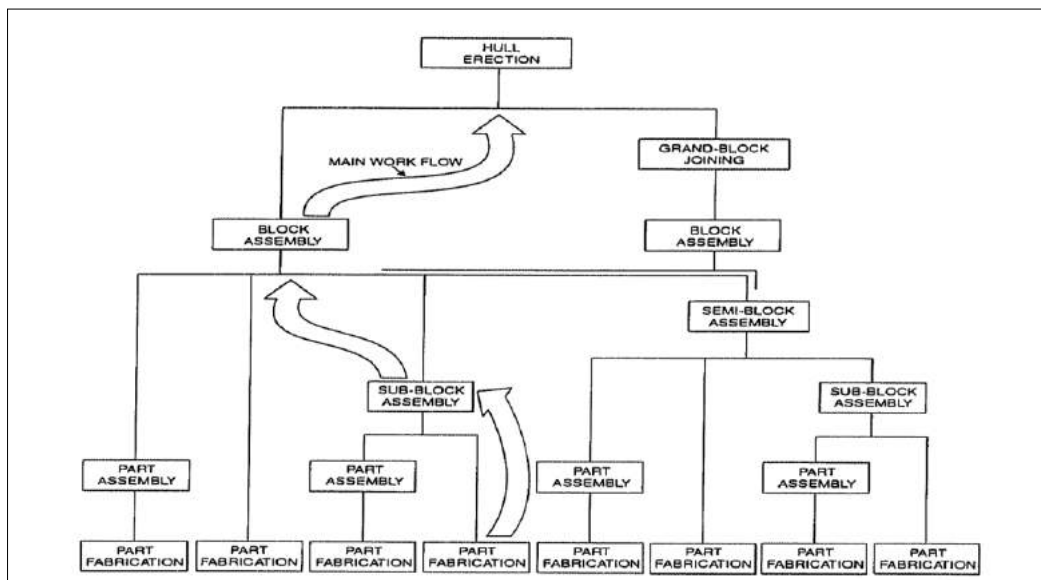 HULL
ERECTION
MAIN WORK FLOW
GRAND-BLOCK
JOINING
BLOCK
ASSEMBLY
BLOCK
ASSEMBLY
SEMI-BLOCK
ASSEMBLY
SUB-BLOCK
ASSEMBLY
SUB-BLOCK
ASSEMBLY
PART
ASSEMBLY
PART
ASSEMBLY
PART
ASSEMBLY
PART
ASSEMBLY
PART
FABRICATION
PART
FABRICATION
PART
FABRICATION
PART
FABRICATION
PART
FABRICATION
PART
FABRICATION
PART
FABRICATION
PART
FABRICATION